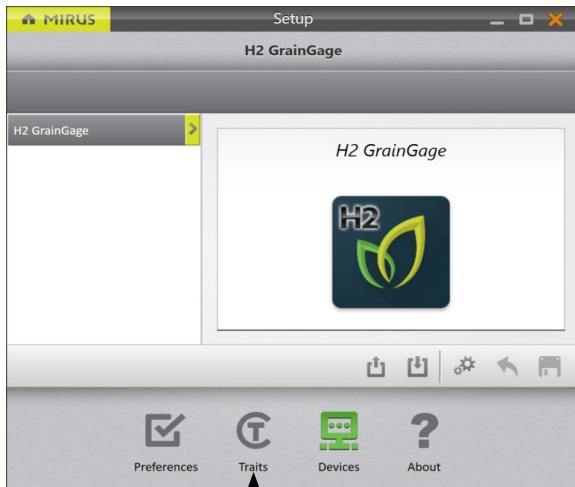 MIRUS
Setup
H2 GrainGage
H2 GrainGage
H2 GrainGage
H2
Preferences
Traits
Devices
About